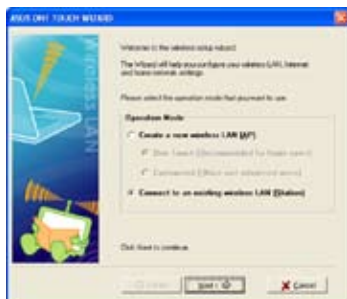 ASUS ONE TOUCH WIZARD
Wireless LAN
Welcome to the wireless setup wizard.
The Wizard will help you configure your wireless LAN, Internet
and home network settings.
Please select the operation mode that you want to use.
Operation Mode
Create a new wireless LAN (AP)
Connect to an existing wireless LAN (Station)
Click Next to continue.
Next
Cancel